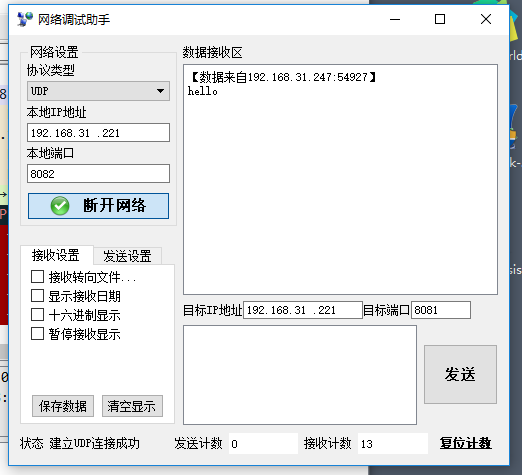 网络调试助手
网络设置
协议类型
UDP
本地IP地址
192.168.31 .221
本地端口
8082
断开网络
接收设置 发送设置
接收转向文件...
显示接收日期
十六进制显示
暂停接收显示
保存数据 清空显示
数据接收区
【数据来自192.168.31.247:54927】
hello
目标IP地址 192.168.31 .221 目标端口 8081
发送
状态 建立UDP连接成功 发送计数 0 接收计数 13 复位计数